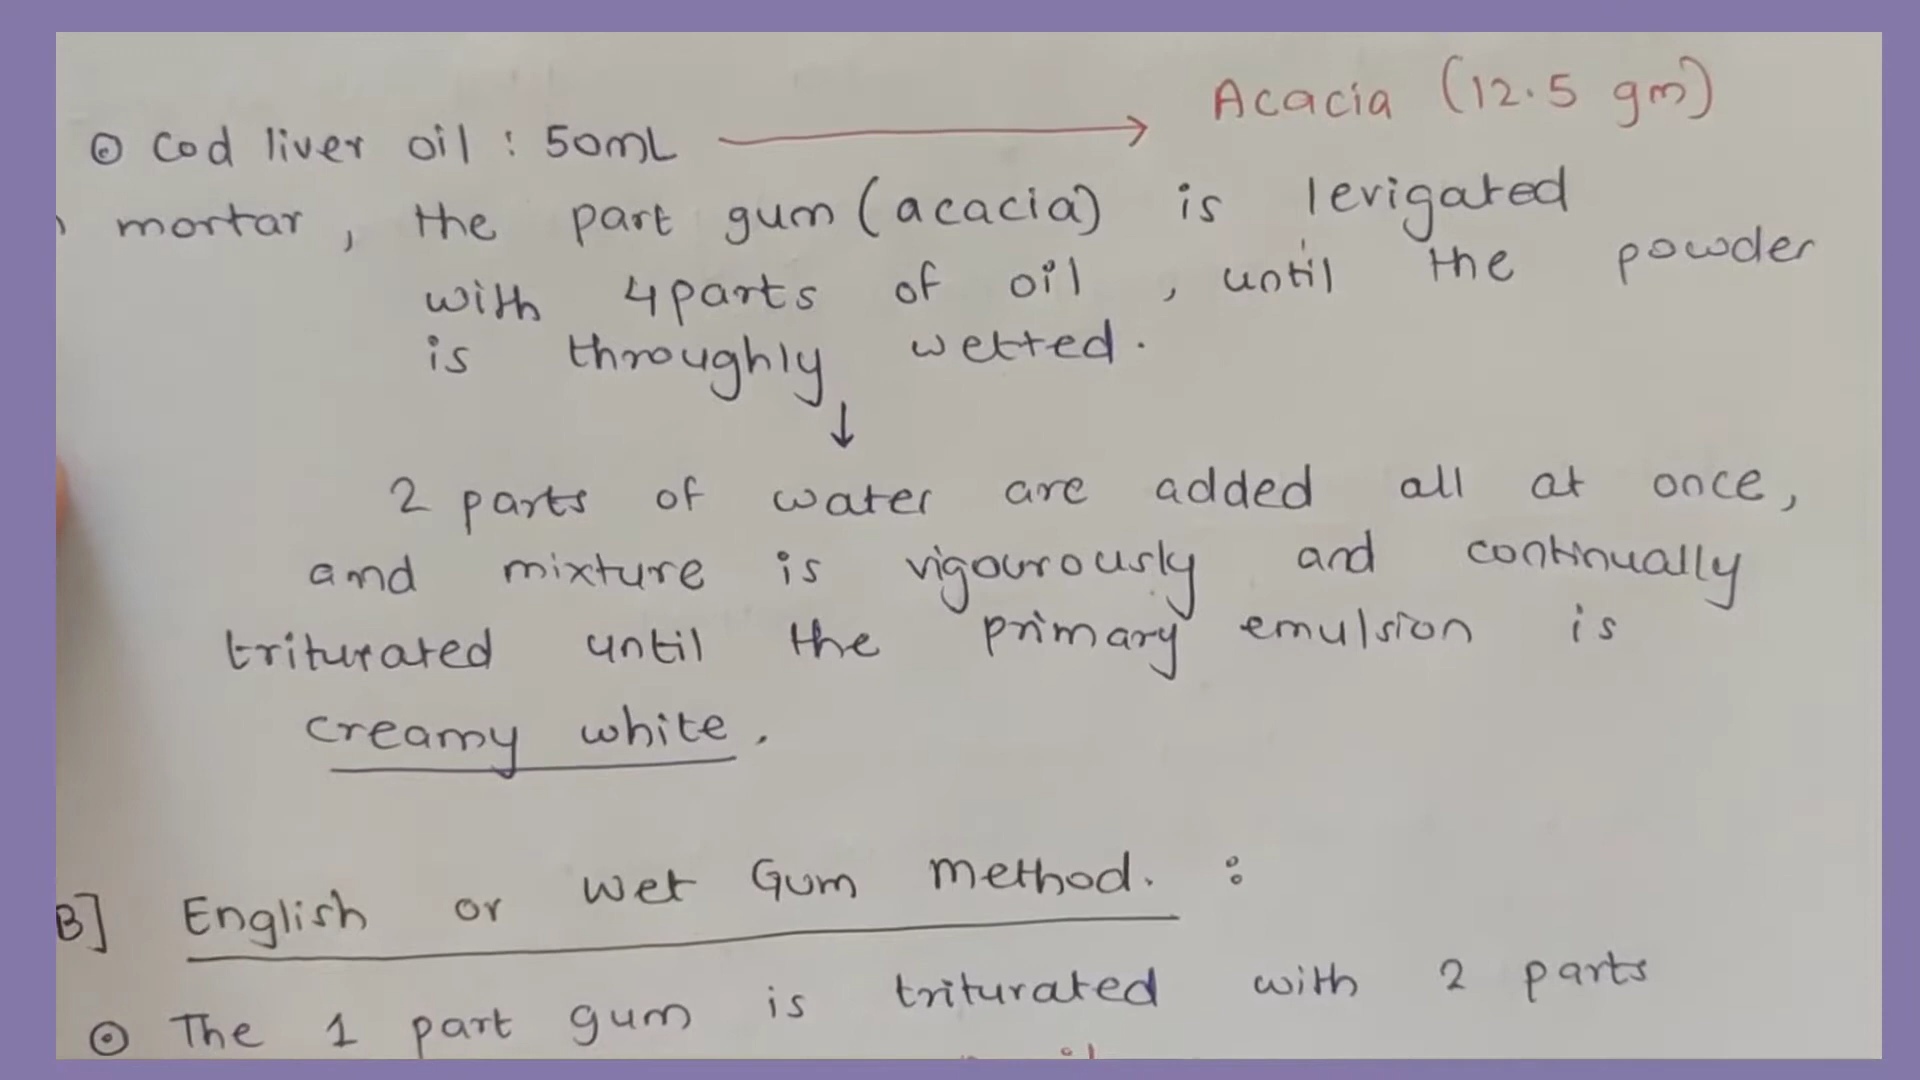 ⊙ Cod liver oil : 50mL → Acacia (12.5 gm)
mortar, the part gum (acacia) is levigated
with 4 parts of oil, until the powder
is throughly wetted.
↓
2 parts of water are added all at once,
and mixture is vigourously and continually
triturated until the primary emulsion is
creamy white.
B] English or Wet Gum method. :
⊙ The 1 part gum is triturated with 2 parts